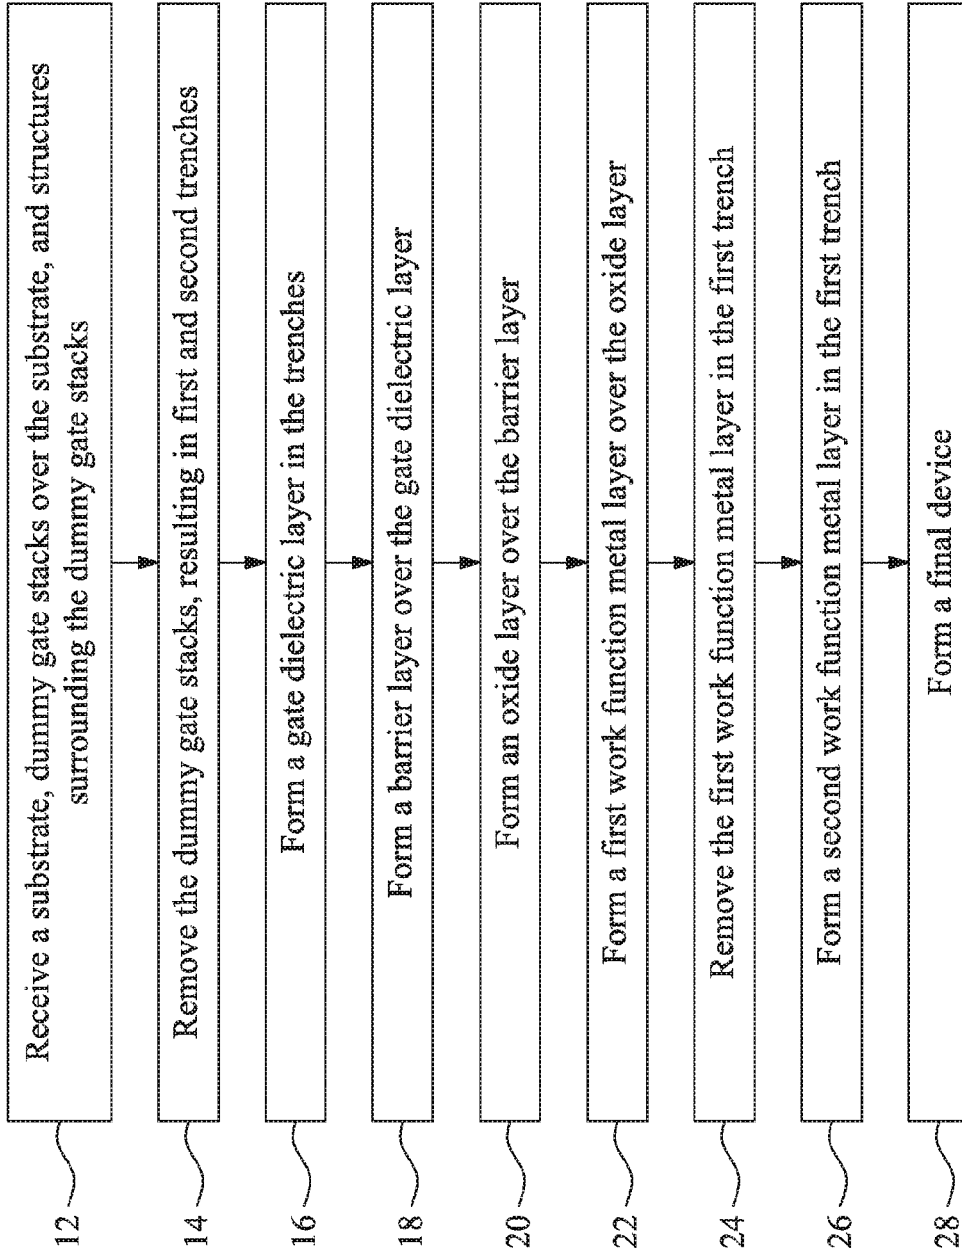 12 Receive a substrate, dummy gate stacks over the substrate, and structures
surrounding the dummy gate stacks
14 Remove the dummy gate stacks, resulting in first and second trenches
16 Form a gate dielectric layer in the trenches
18 Form a barrier layer over the gate dielectric layer
20 Form an oxide layer over the barrier layer
22 Form a first work function metal layer over the oxide layer
24 Remove the first work function metal layer in the first trench
26 Form a second work function metal layer in the first trench
28 Form a final device